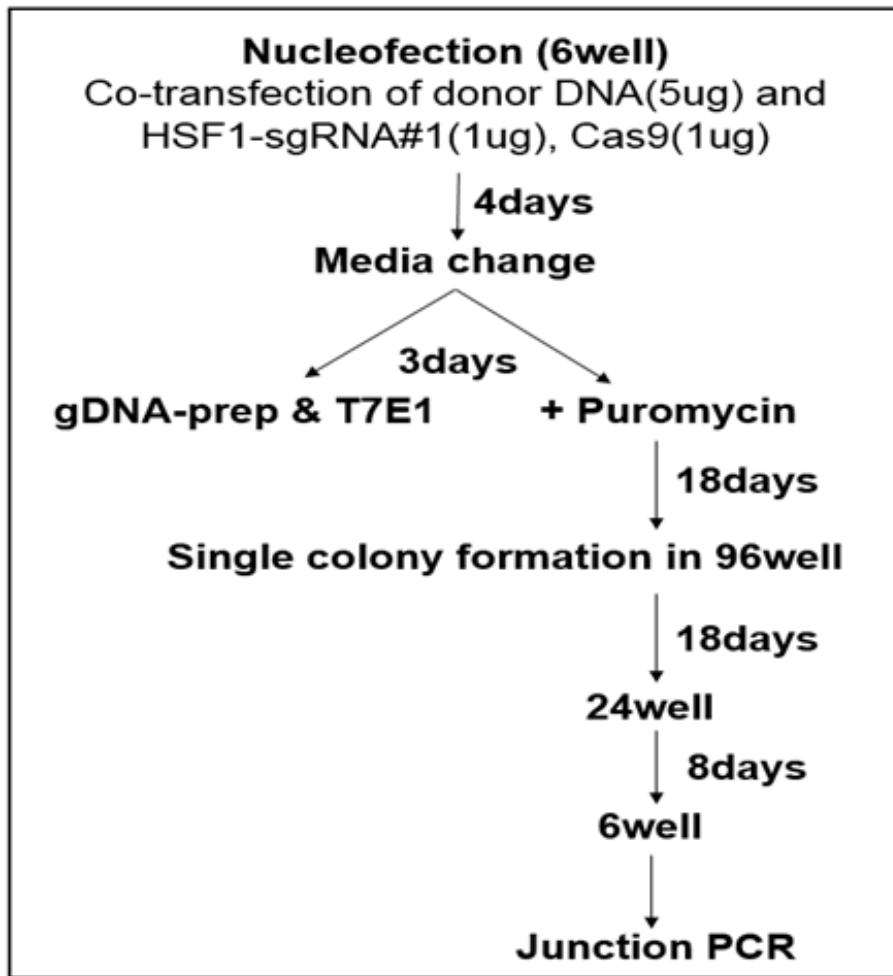 Nucleofection (6well)
Co-transfection of donor DNA(5ug) and
HSF1-sgRNA#1(1ug), Cas9(1ug)
4days
Media change
3days
gDNA-prep & T7E1
+ Puromycin
18days
Single colony formation in 96well
18days
24well
8days
6well
Junction PCR